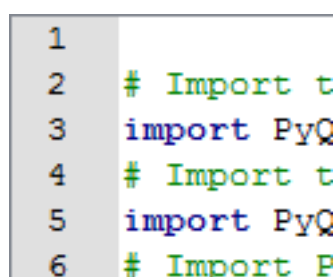 1
2 # Import t
3 import PyQ
4 # Import t
5 import PyQ
6 # Import P